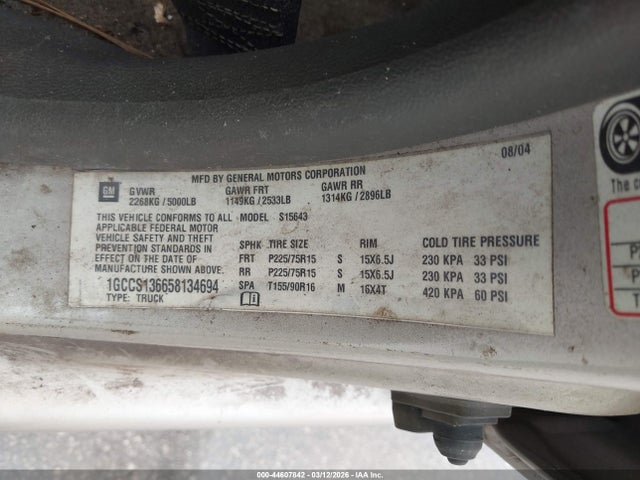 MFD BY GENERAL MOTORS CORPORATION 08/04
GM
GVWR GAWR FRT GAWR RR
2268KG / 5000LB 1149KG / 2533LB 1314KG / 2896LB
THIS VEHICLE CONFORMS TO ALL MODEL S15643
APPLICABLE FEDERAL MOTOR
VEHICLE SAFETY AND THEFT
PREVENTION STANDARDS IN SPHK TIRE SIZE RIM COLD TIRE PRESSURE
EFFECT ON THE DATE OF FRT P225/75R15 S 15X6.5J 230 KPA 33 PSI
MANUFACTURE SHOWN ABOVE. RR P225/75R15 S 15X6.5J 230 KPA 33 PSI
1GCCS136658134694 SPA T155/90R16 M 16X4T 420 KPA 60 PSI
TYPE: TRUCK
The
000-44607842 - 03/12/2026 - IAAI.COM